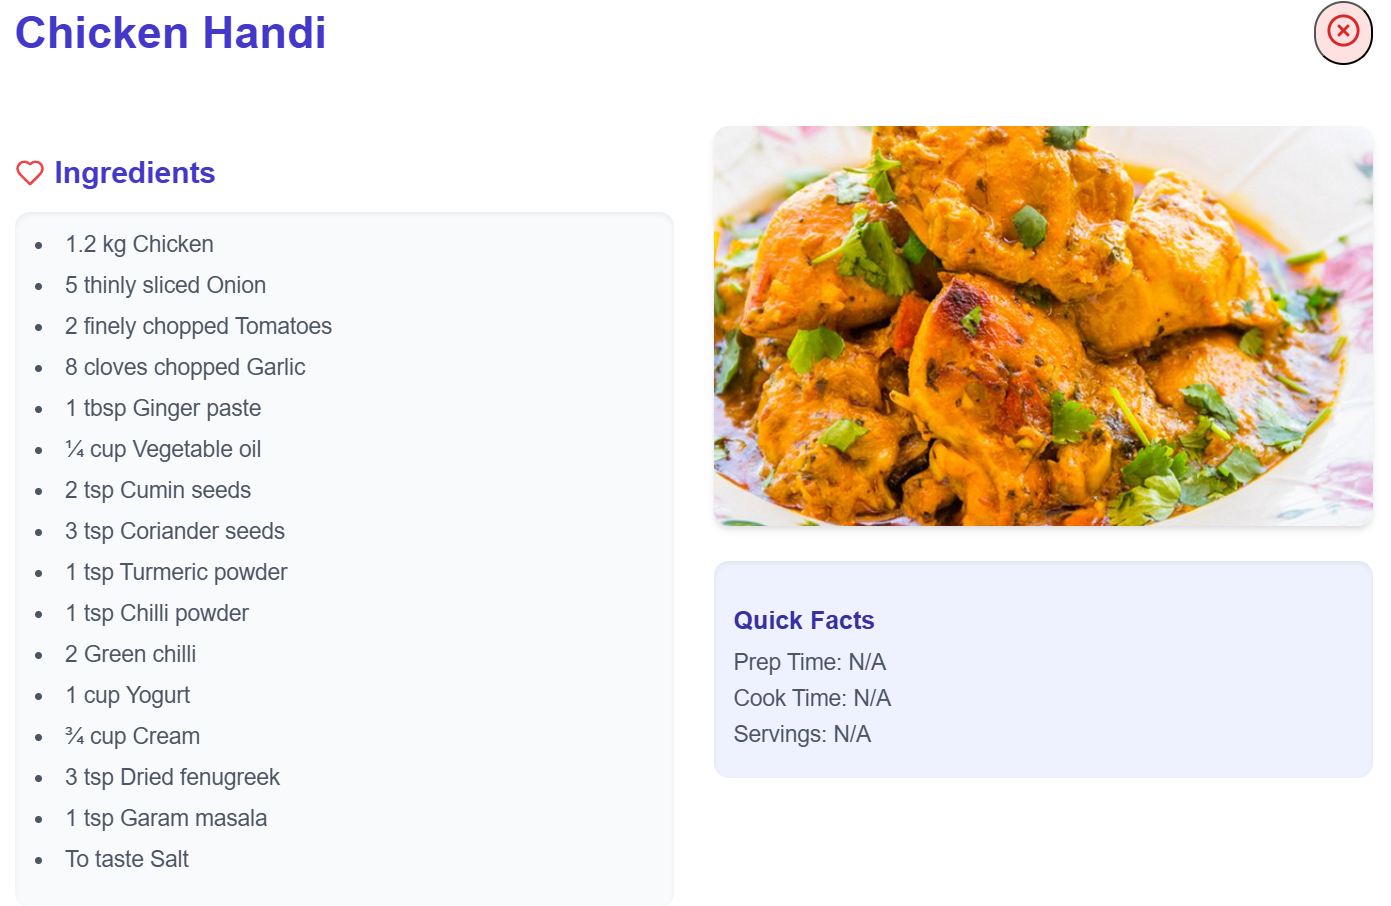 Chicken Handi
Ingredients
1.2 kg Chicken
5 thinly sliced Onion
2 finely chopped Tomatoes
8 cloves chopped Garlic
1 tbsp Ginger paste
¼ cup Vegetable oil
2 tsp Cumin seeds
3 tsp Coriander seeds
1 tsp Turmeric powder
1 tsp Chilli powder
2 Green chilli
1 cup Yogurt
¾ cup Cream
3 tsp Dried fenugreek
1 tsp Garam masala
To taste Salt
Quick Facts
Prep Time: N/A
Cook Time: N/A
Servings: N/A